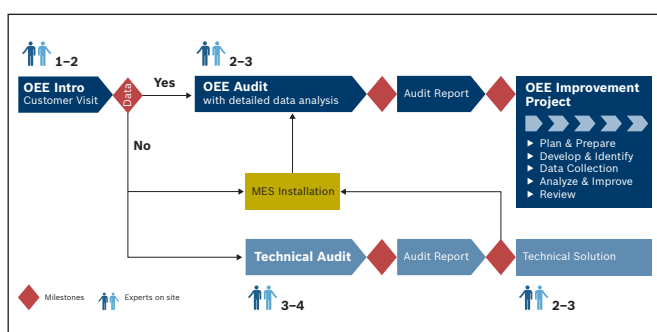 1–2
2–3
OEE Intro
Customer Visit
Data
Yes
OEE Audit
with detailed data analysis
Audit Report
OEE Improvement
Project
▶ Plan & Prepare
▶ Develop & Identify
▶ Data Collection
▶ Analyze & Improve
▶ Review
No
MES Installation
Technical Audit
Audit Report
Technical Solution
Milestones
Experts on site
3–4
2–3